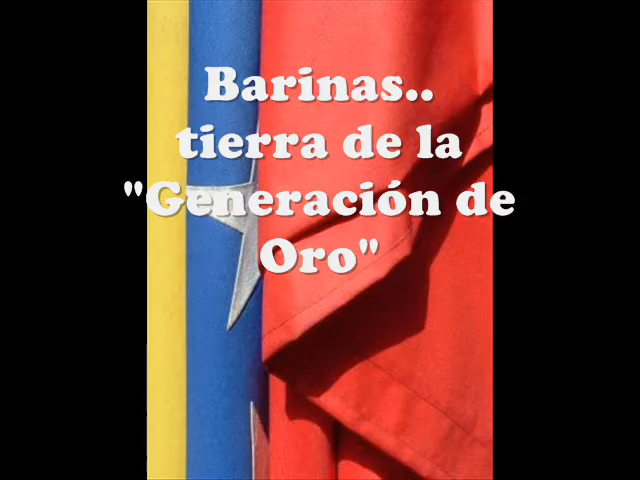 Barinas..
tierra de la
"Generación de
Oro"